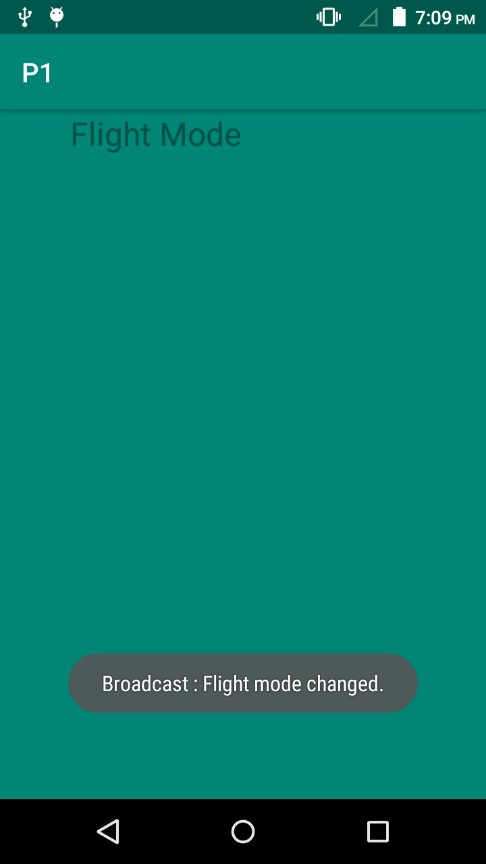 7:09 PM
P1
Flight Mode
Broadcast : Flight mode changed.